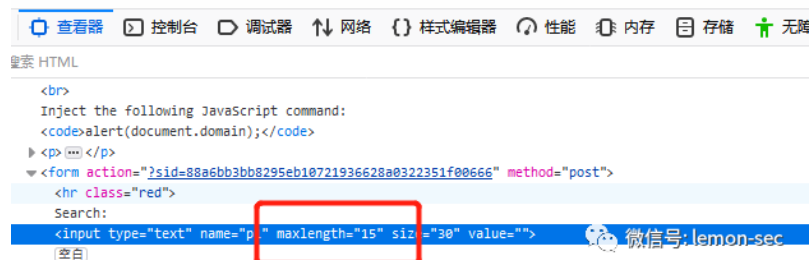 查看器 控制台 调试器 网络 {} 样式编辑器 性能 内存 存储 无障
搜索 HTML
<br>
Inject the following JavaScript command:
<code>alert(document.domain);</code>
<p> ••• </p>
<form action="?sid=88a6bb3bb8295eb10721936628a0322351f00666" method="post">
<hr class="red">
Search:
<input type="text" name="p1" maxlength="15" size="30" value="">
空白
微信号: lemon-sec